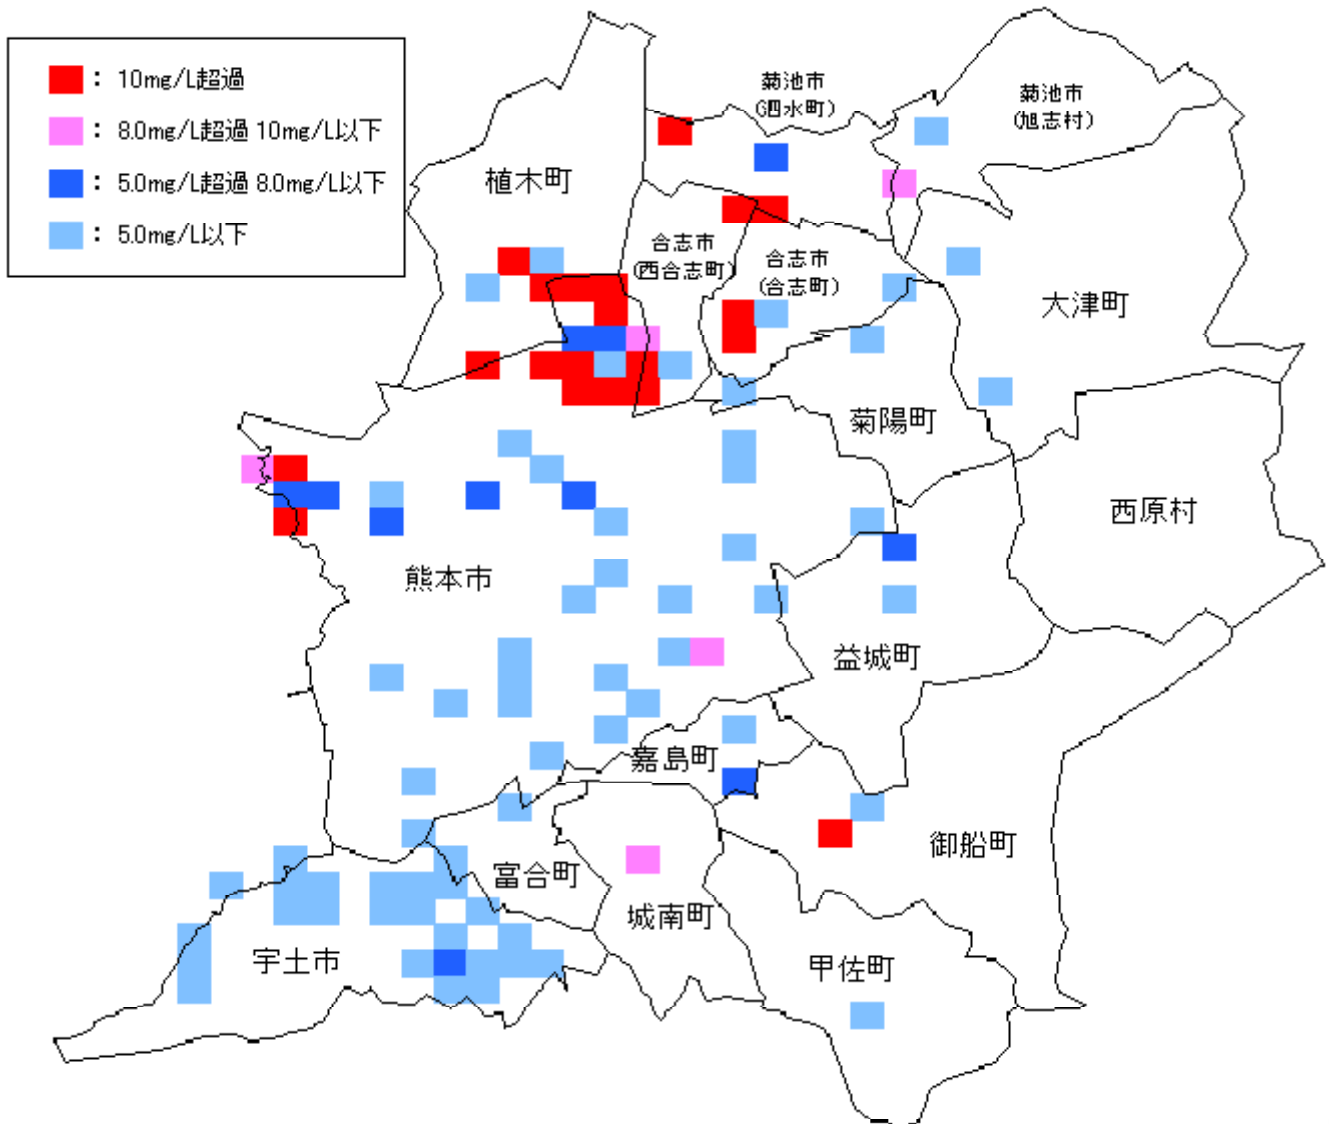 ：10mg/L超過
：8.0mg/L超過 10mg/L以下
：5.0mg/L超過 8.0mg/L以下
：5.0mg/L以下
菊池市
(泗水町)
菊池市
(旭志村)
植木町
合志市
(西合志町)
合志市
(合志町)
大津町
菊陽町
西原村
熊本市
益城町
嘉島町
御船町
富合町
城南町
宇土市
甲佐町